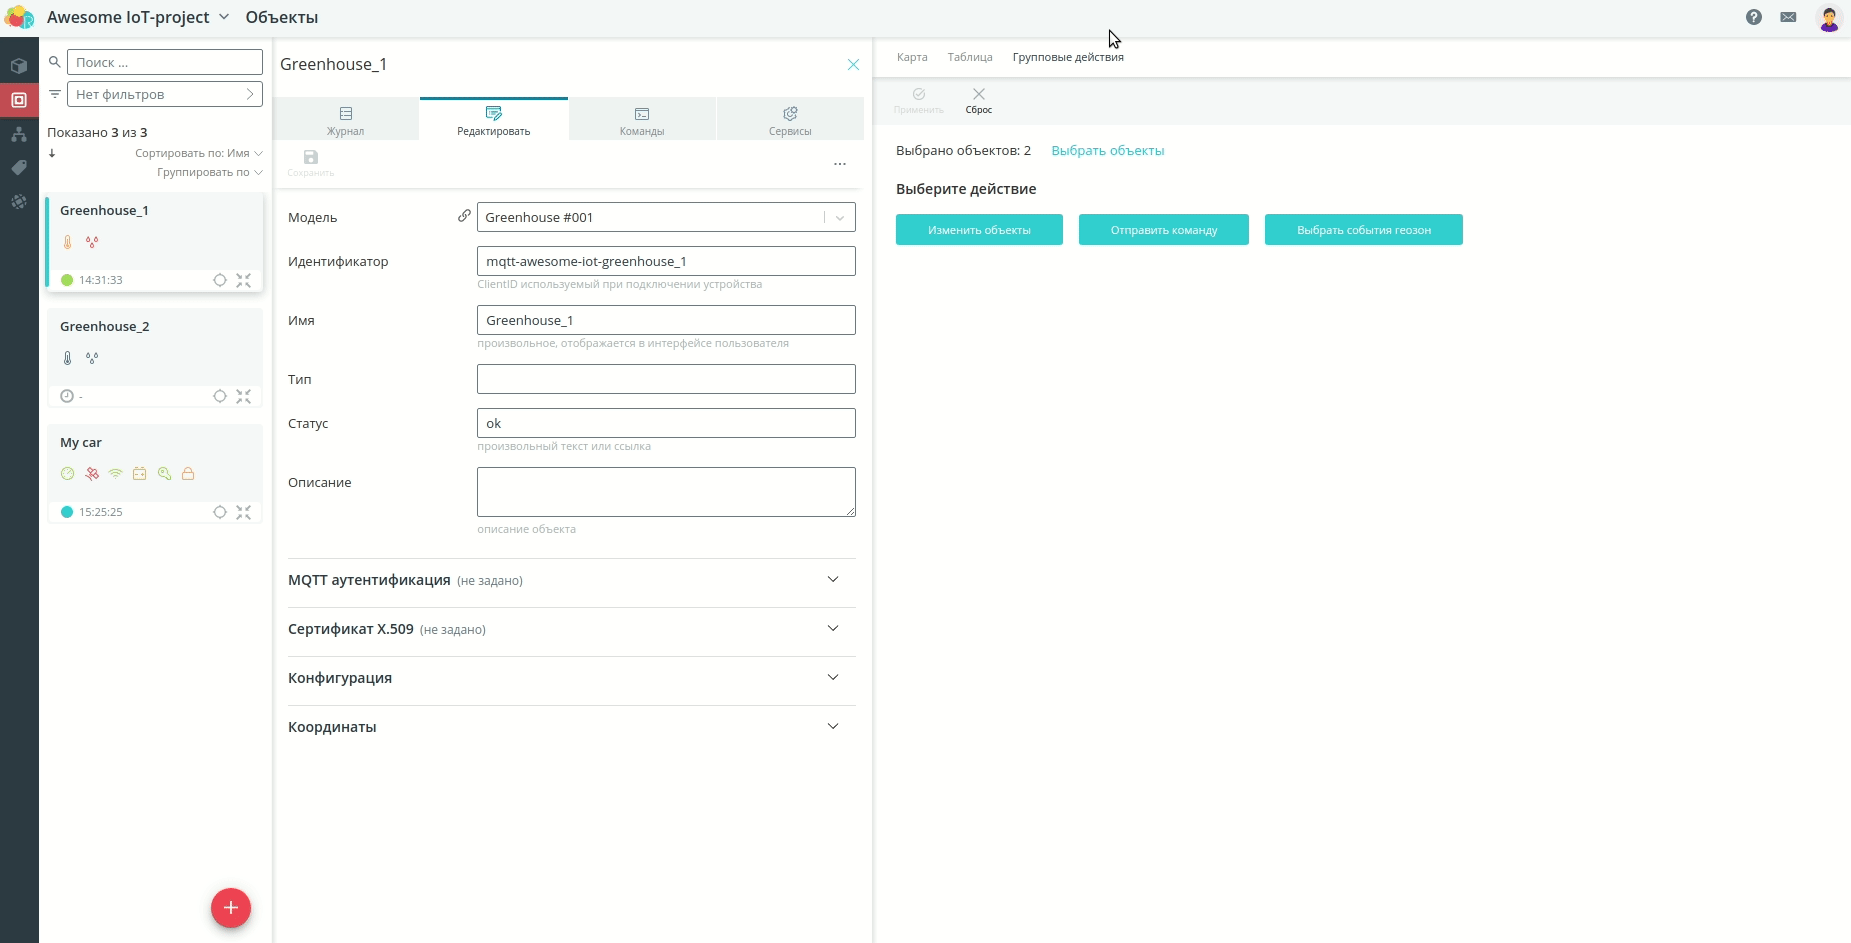 Awesome IoT-project
Объекты
Поиск ...
Нет фильтров
Показано 3 из 3
Сортировать по: Имя
Группировать по
Greenhouse_1
14:31:33
Greenhouse_2
-
My car
15:25:25
Greenhouse_1
Журнал
Редактировать
Команды
Сервисы
Сохранить
...
Модель
Greenhouse #001
Идентификатор
mqtt-awesome-iot-greenhouse_1
ClientID используемый при подключении устройства
Имя
Greenhouse_1
произвольное, отображается в интерфейсе пользователя
Тип
Статус
ok
произвольный текст или ссылка
Описание
описание объекта
MQTT аутентификация (не задано)
Сертификат X.509 (не задано)
Конфигурация
Координаты
Карта
Таблица
Групповые действия
Применить
Сброс
Выбрано объектов: 2 Выбрать объекты
Выберите действие
Изменить объекты
Отправить команду
Выбрать события геозон